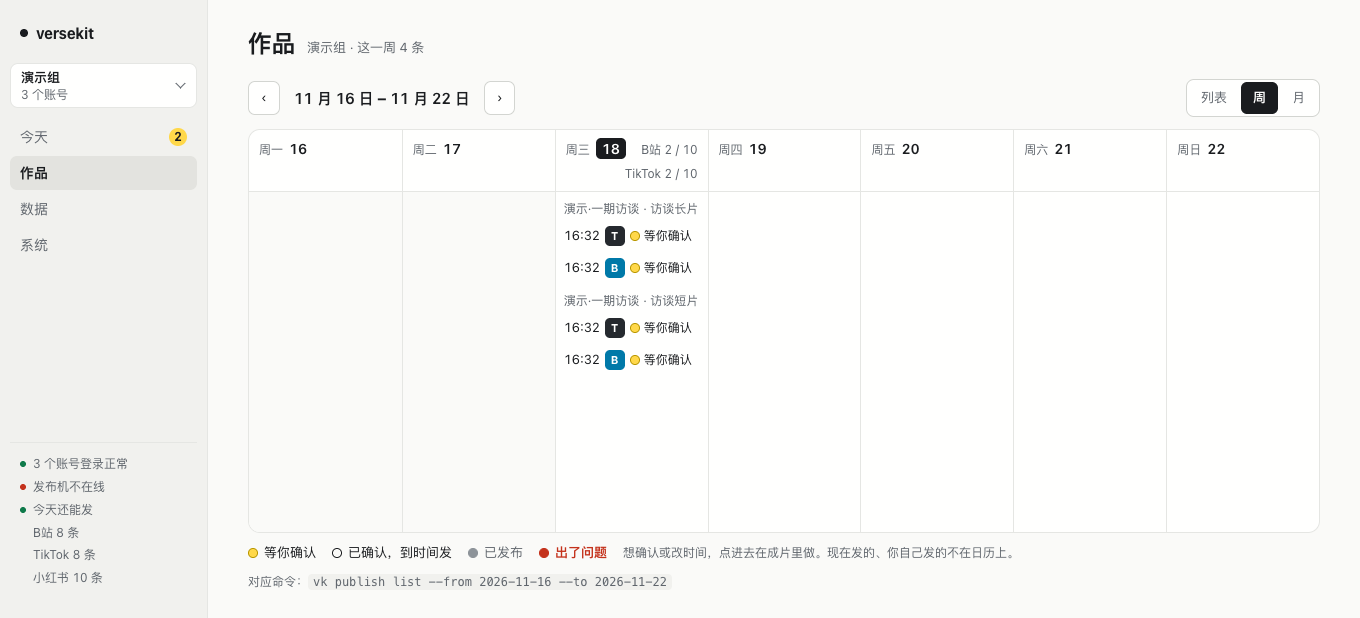 versekit
演示组
3 个账号
今天 2
作品
数据
系统
3 个账号登录正常
发布机不在线
今天还能发
B站 8 条
TikTok 8 条
小红书 10 条
作品 演示组 · 这一周 4 条
‹ 11 月 16 日 – 11 月 22 日 ›
列表 周 月
周一 16
周二 17
周三 18 B站 2 / 10
TikTok 2 / 10
周四 19
周五 20
周六 21
周日 22
演示·一期访谈 · 访谈长片
16:32 T 等你确认
16:32 B 等你确认
演示·一期访谈 · 访谈短片
16:32 T 等你确认
16:32 B 等你确认
等你确认 已确认，到时间发 已发布 出了问题 想确认或改时间，点进去在成片里做。现在发的、你自己发的不在日历上。
对应命令： vk publish list --from 2026-11-16 --to 2026-11-22